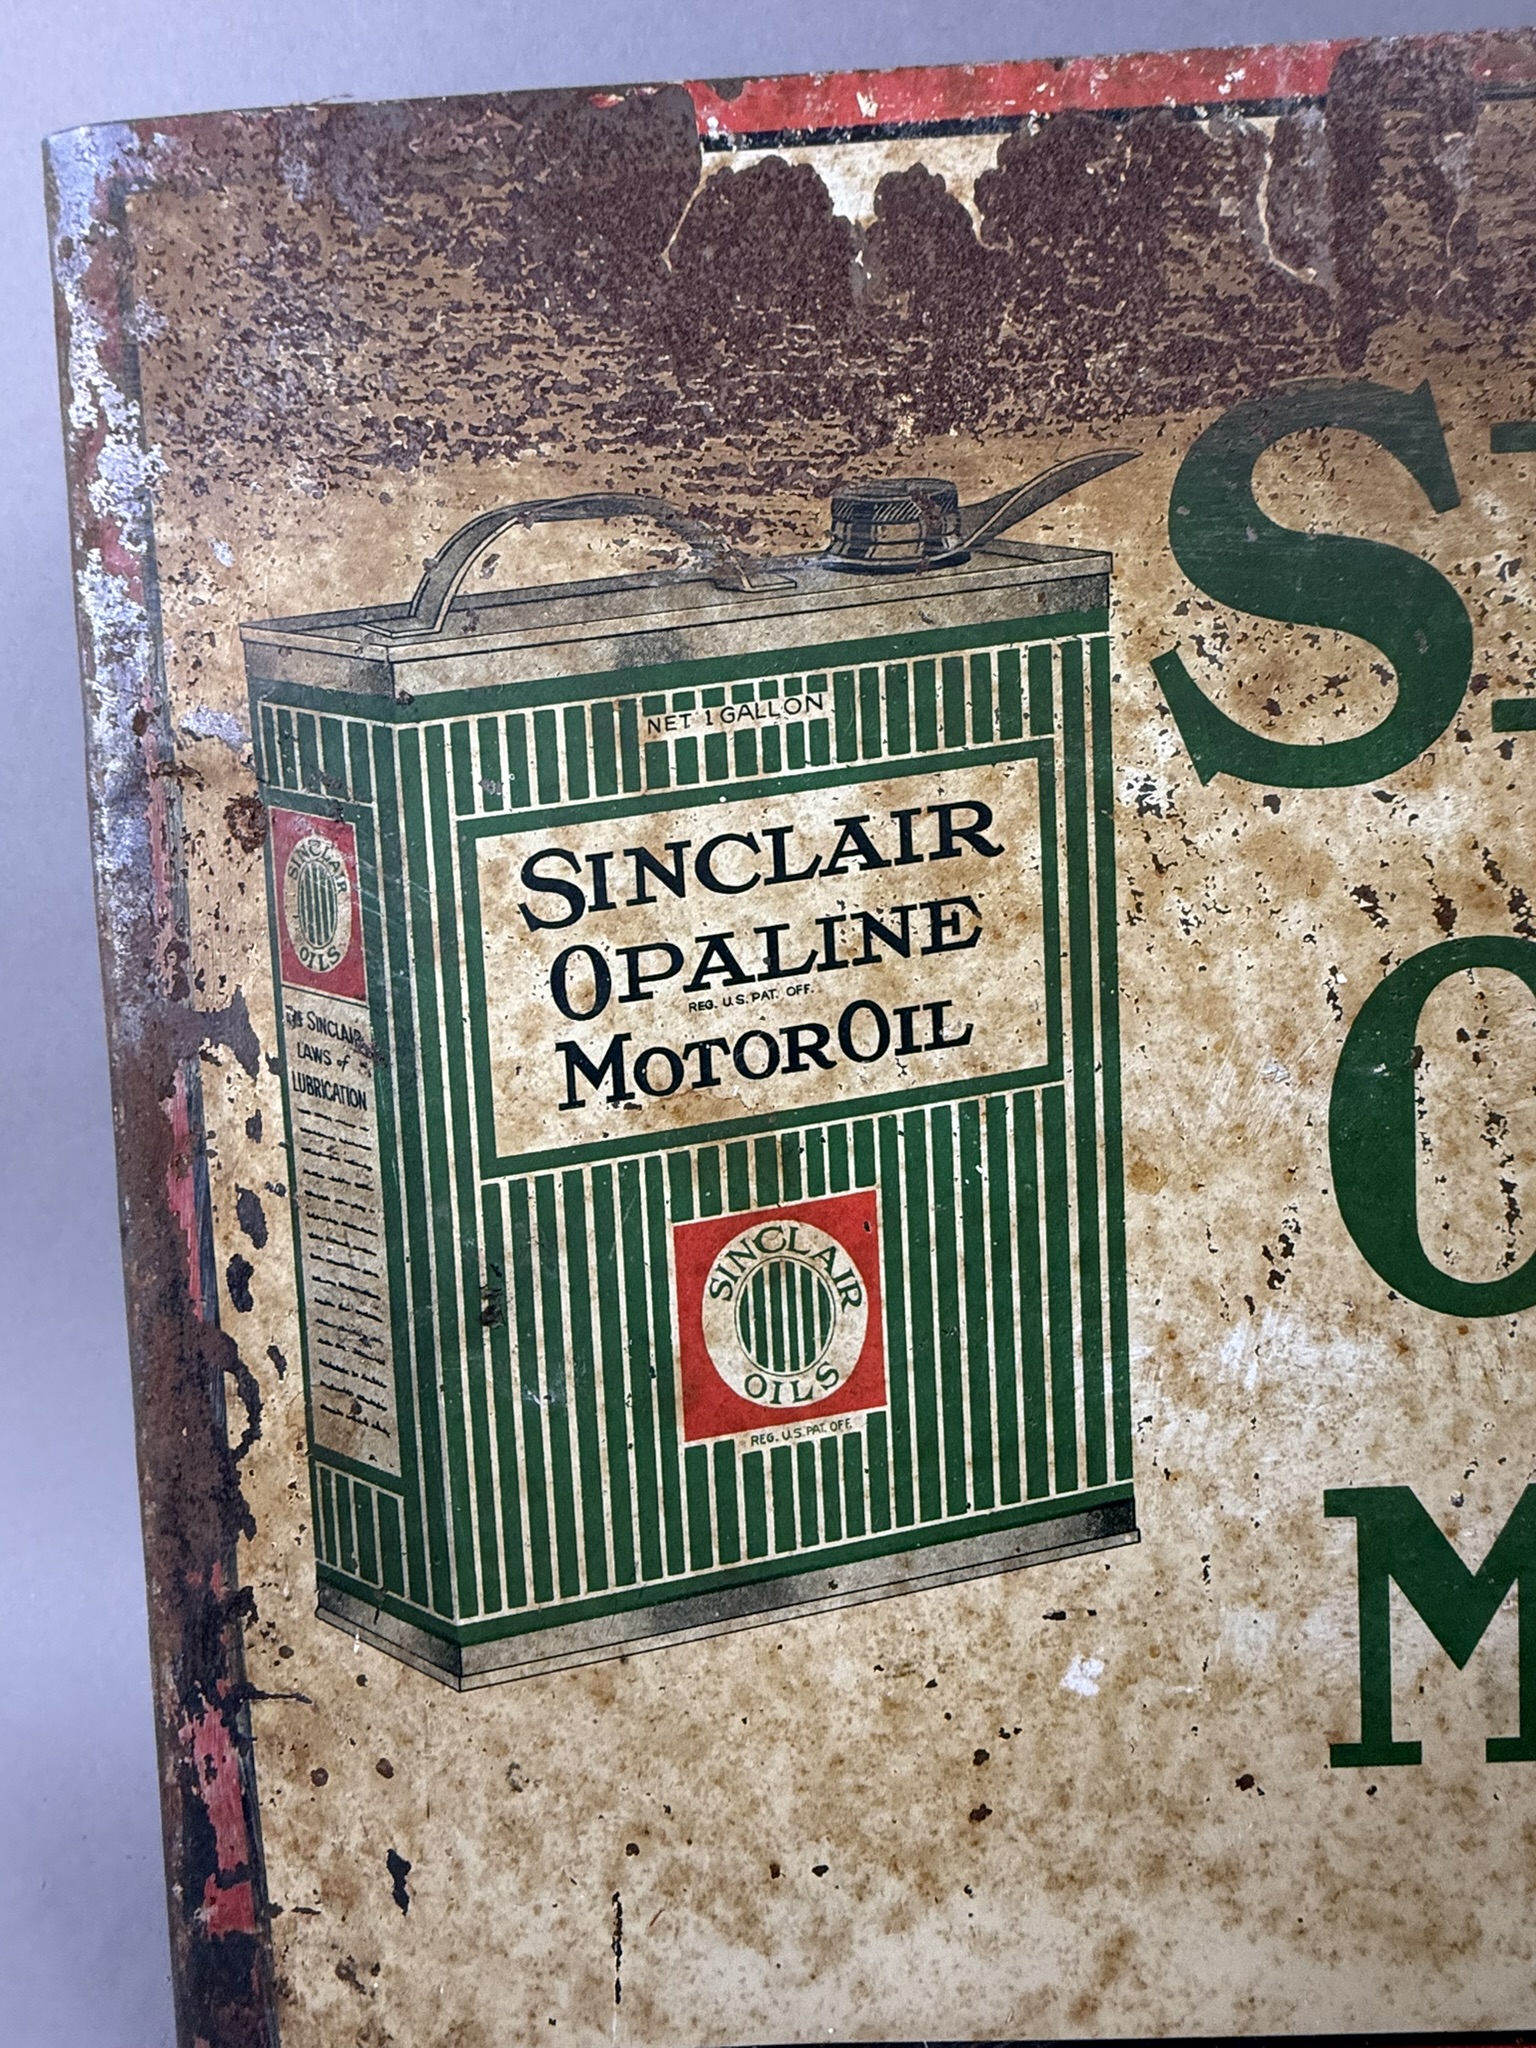 NET 1 GALLON
SINCLAIR
OPALINE
REG. U.S. PAT. OFF.
MOTOR OIL
SINCLAIR
OILS
REG. U.S. PAT. OFF.
SINCLAIR
OILS
THE SINCLAIR
LAWS of
LUBRICATION
S
O
M